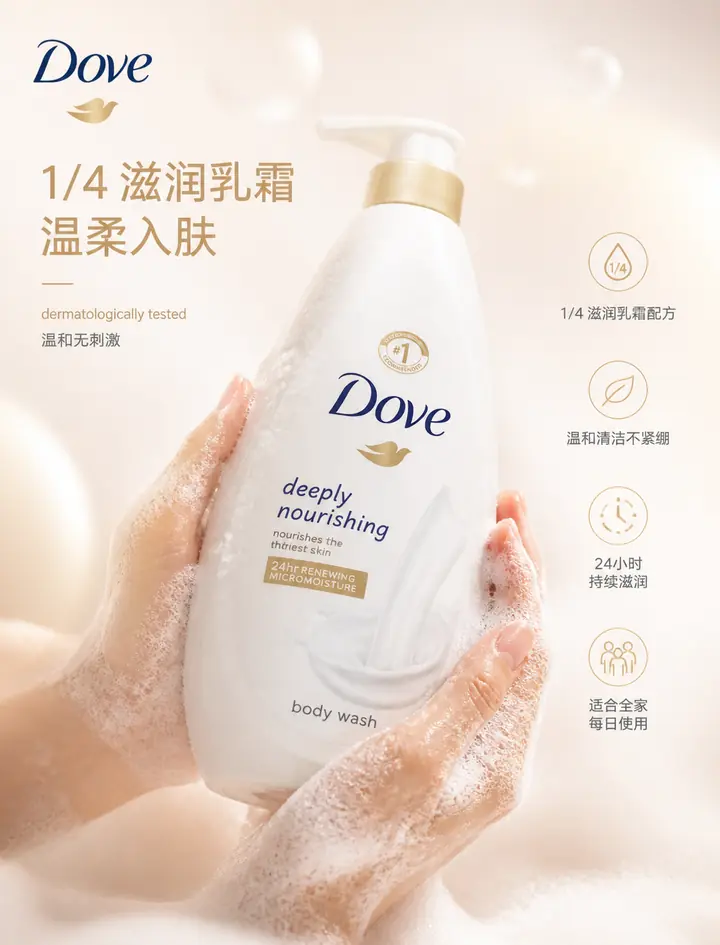 Dove
1/4 滋润乳霜
温柔入肤
dermatologically tested
温和无刺激
#1
Dove
deeply
nourishing
nourishes the
thtriest skin
24hr RENEWING
MICROMOISTURE
body wash
1/4
1/4 滋润乳霜配方
温和清洁不紧绷
24小时
持续滋润
适合全家
每日使用